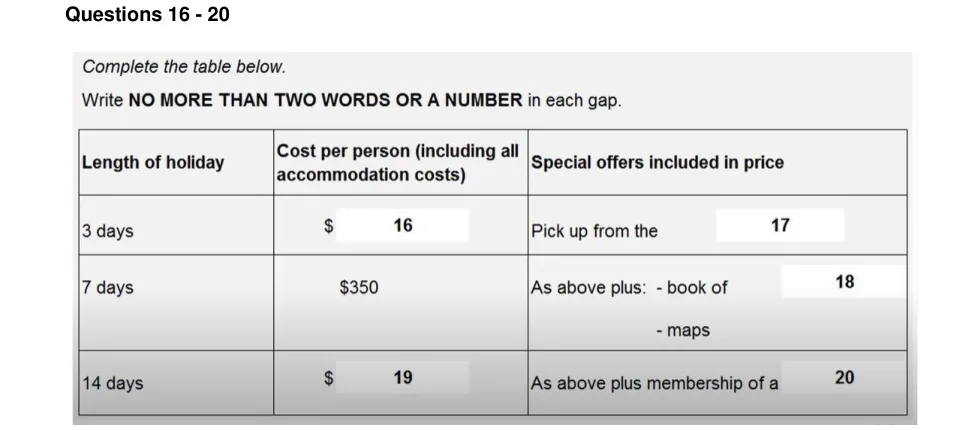 Questions 16 - 20
Complete the table below.
Write NO MORE THAN TWO WORDS OR A NUMBER in each gap.
Length of holiday
Cost per person (including all
accommodation costs)
Special offers included in price
3 days
$ 16
Pick up from the 17
7 days
$350
As above plus: - book of 18
- maps
14 days
$ 19
As above plus membership of a 20